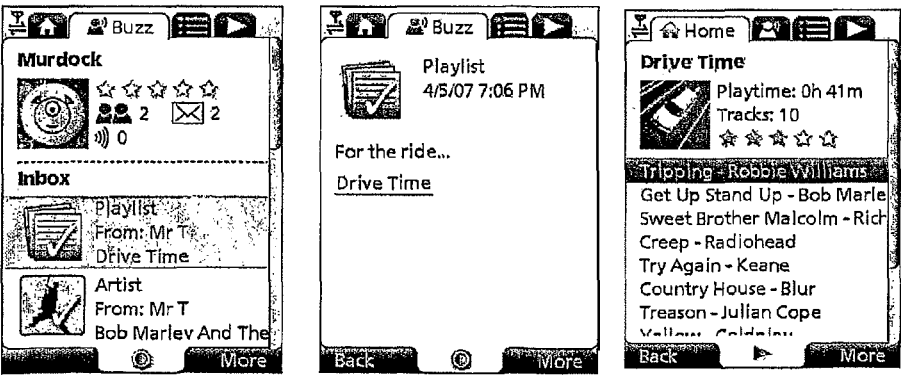 Buzz
Murdock
2
2
0
Inbox
Playlist
From: Mr T
Drive Time
Artist
From: Mr T
Bob Marley And The
More
Buzz
Playlist
4/5/07 7:06 PM
For the ride...
Drive Time
Back
More
Home
Drive Time
Playtime: 0h 41m
Tracks: 10
Tripping - Robbie Williams
Get Up Stand Up - Bob Marle
Sweet Brother Malcolm - Rich
Creep - Radiohead
Try Again - Keane
Country House - Blur
Treason - Julian Cope
Yellow - Coldplay
Back
More